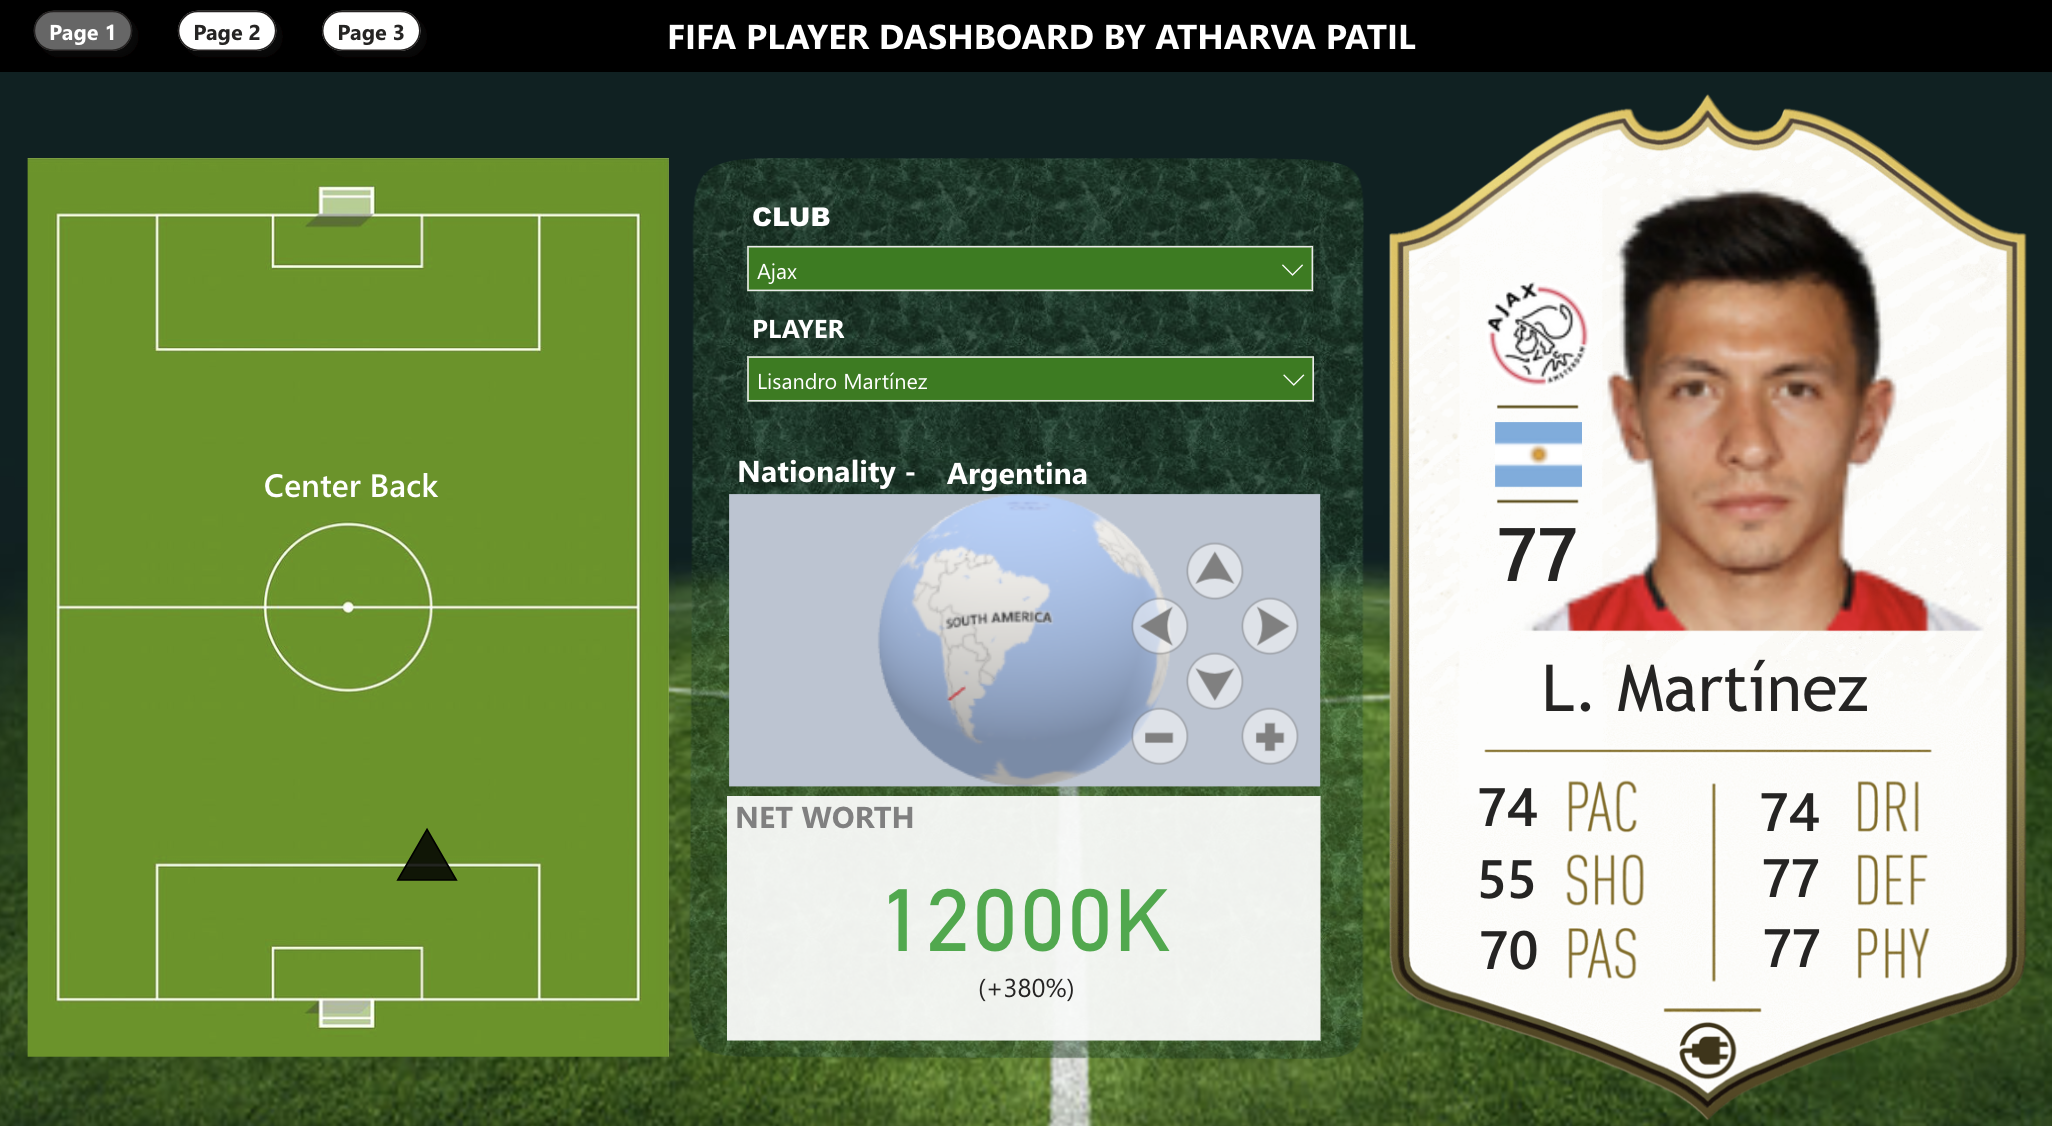 Page 1
Page 2
Page 3
FIFA PLAYER DASHBOARD BY ATHARVA PATIL
Center Back
CLUB
Ajax
PLAYER
Lisandro Martínez
Nationality - Argentina
SOUTH AMERICA
NET WORTH
12000K
(+380%)
AJAX
AMSTERDAM
77
L. Martínez
74 PAC
55 SHO
70 PAS
74 DRI
77 DEF
77 PHY